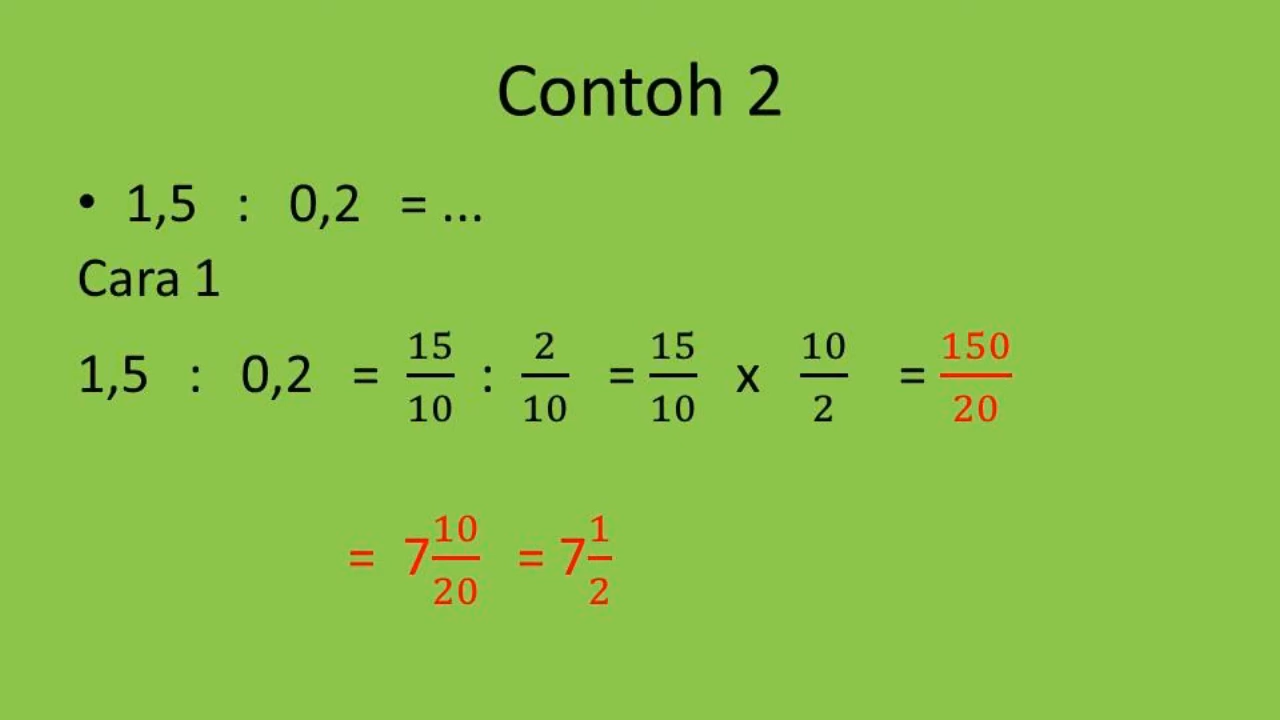 Contoh 2
• 1,5 : 0,2 = ...
Cara 1
1,5 : 0,2 = 15/10 : 2/10 = 15/10 x 10/2 = 150/20
= 7 10/20 = 7 1/2